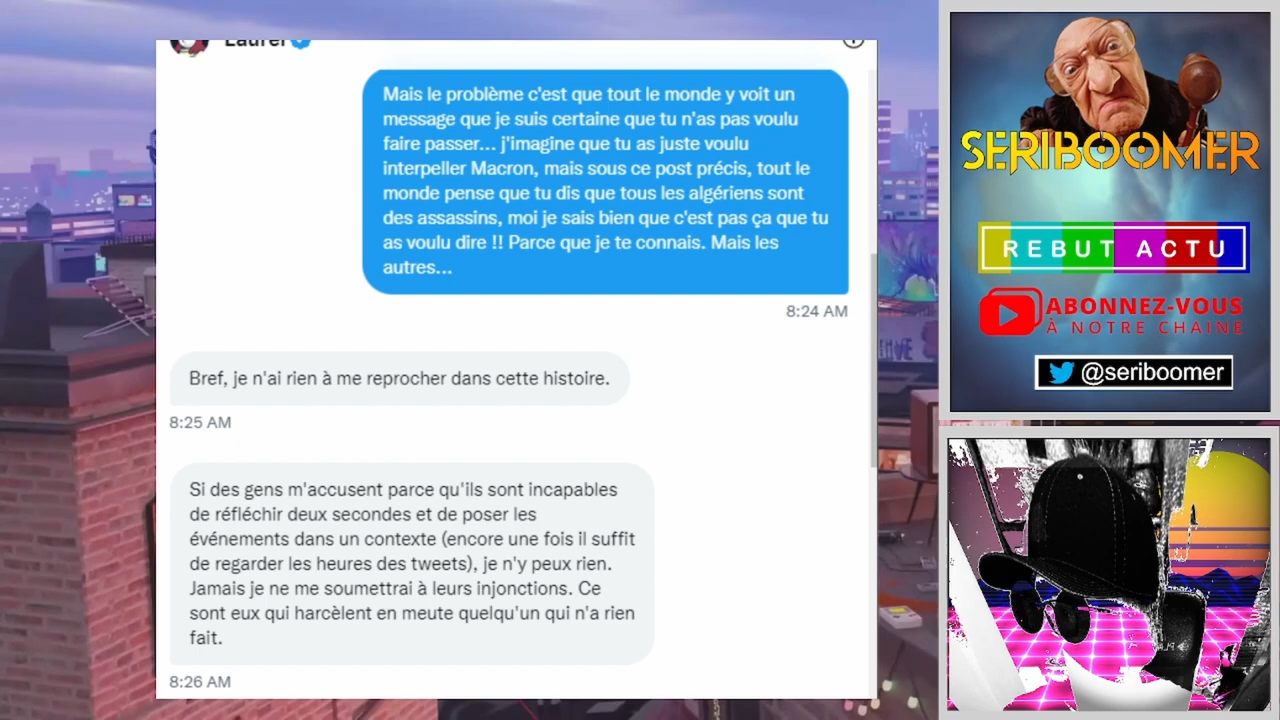 Laurel
Mais le problème c'est que tout le monde y voit un
message que je suis certaine que tu n'as pas voulu
faire passer... j'imagine que tu as juste voulu
interpeller Macron, mais sous ce post précis, tout le
monde pense que tu dis que tous les algériens sont
des assassins, moi je sais bien que c'est pas ça que tu
as voulu dire !! Parce que je te connais. Mais les
autres...
8:24 AM
Bref, je n'ai rien à me reprocher dans cette histoire.
8:25 AM
Si des gens m'accusent parce qu'ils sont incapables
de réfléchir deux secondes et de poser les
événements dans un contexte (encore une fois il suffit
de regarder les heures des tweets), je n'y peux rien.
Jamais je ne me soumettrai à leurs injonctions. Ce
sont eux qui harcèlent en meute quelqu'un qui n'a rien
fait.
8:26 AM
SERIBOOMER
REBUT ACTU
ABONNEZ-VOUS
À NOTRE CHAINE
@seriboomer